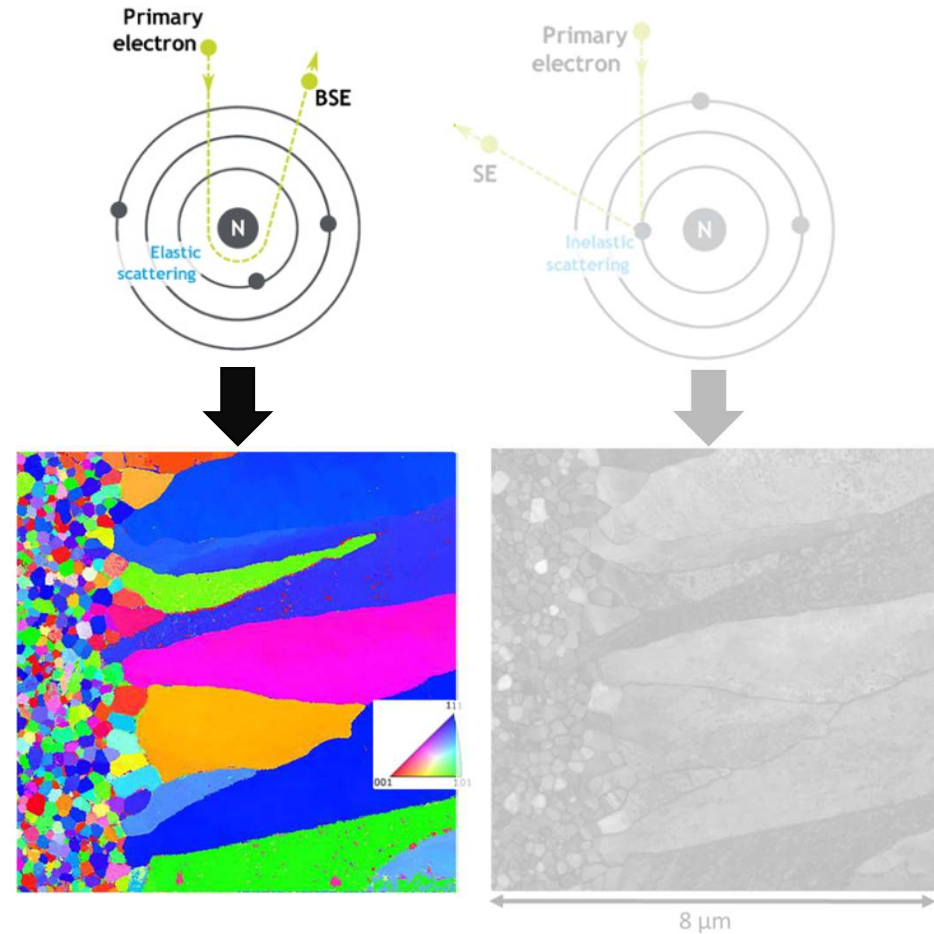 Primary
electron
BSE
N
Elastic
scattering
Primary
electron
SE
N
Inelastic
scattering
111
001
101
8 µm